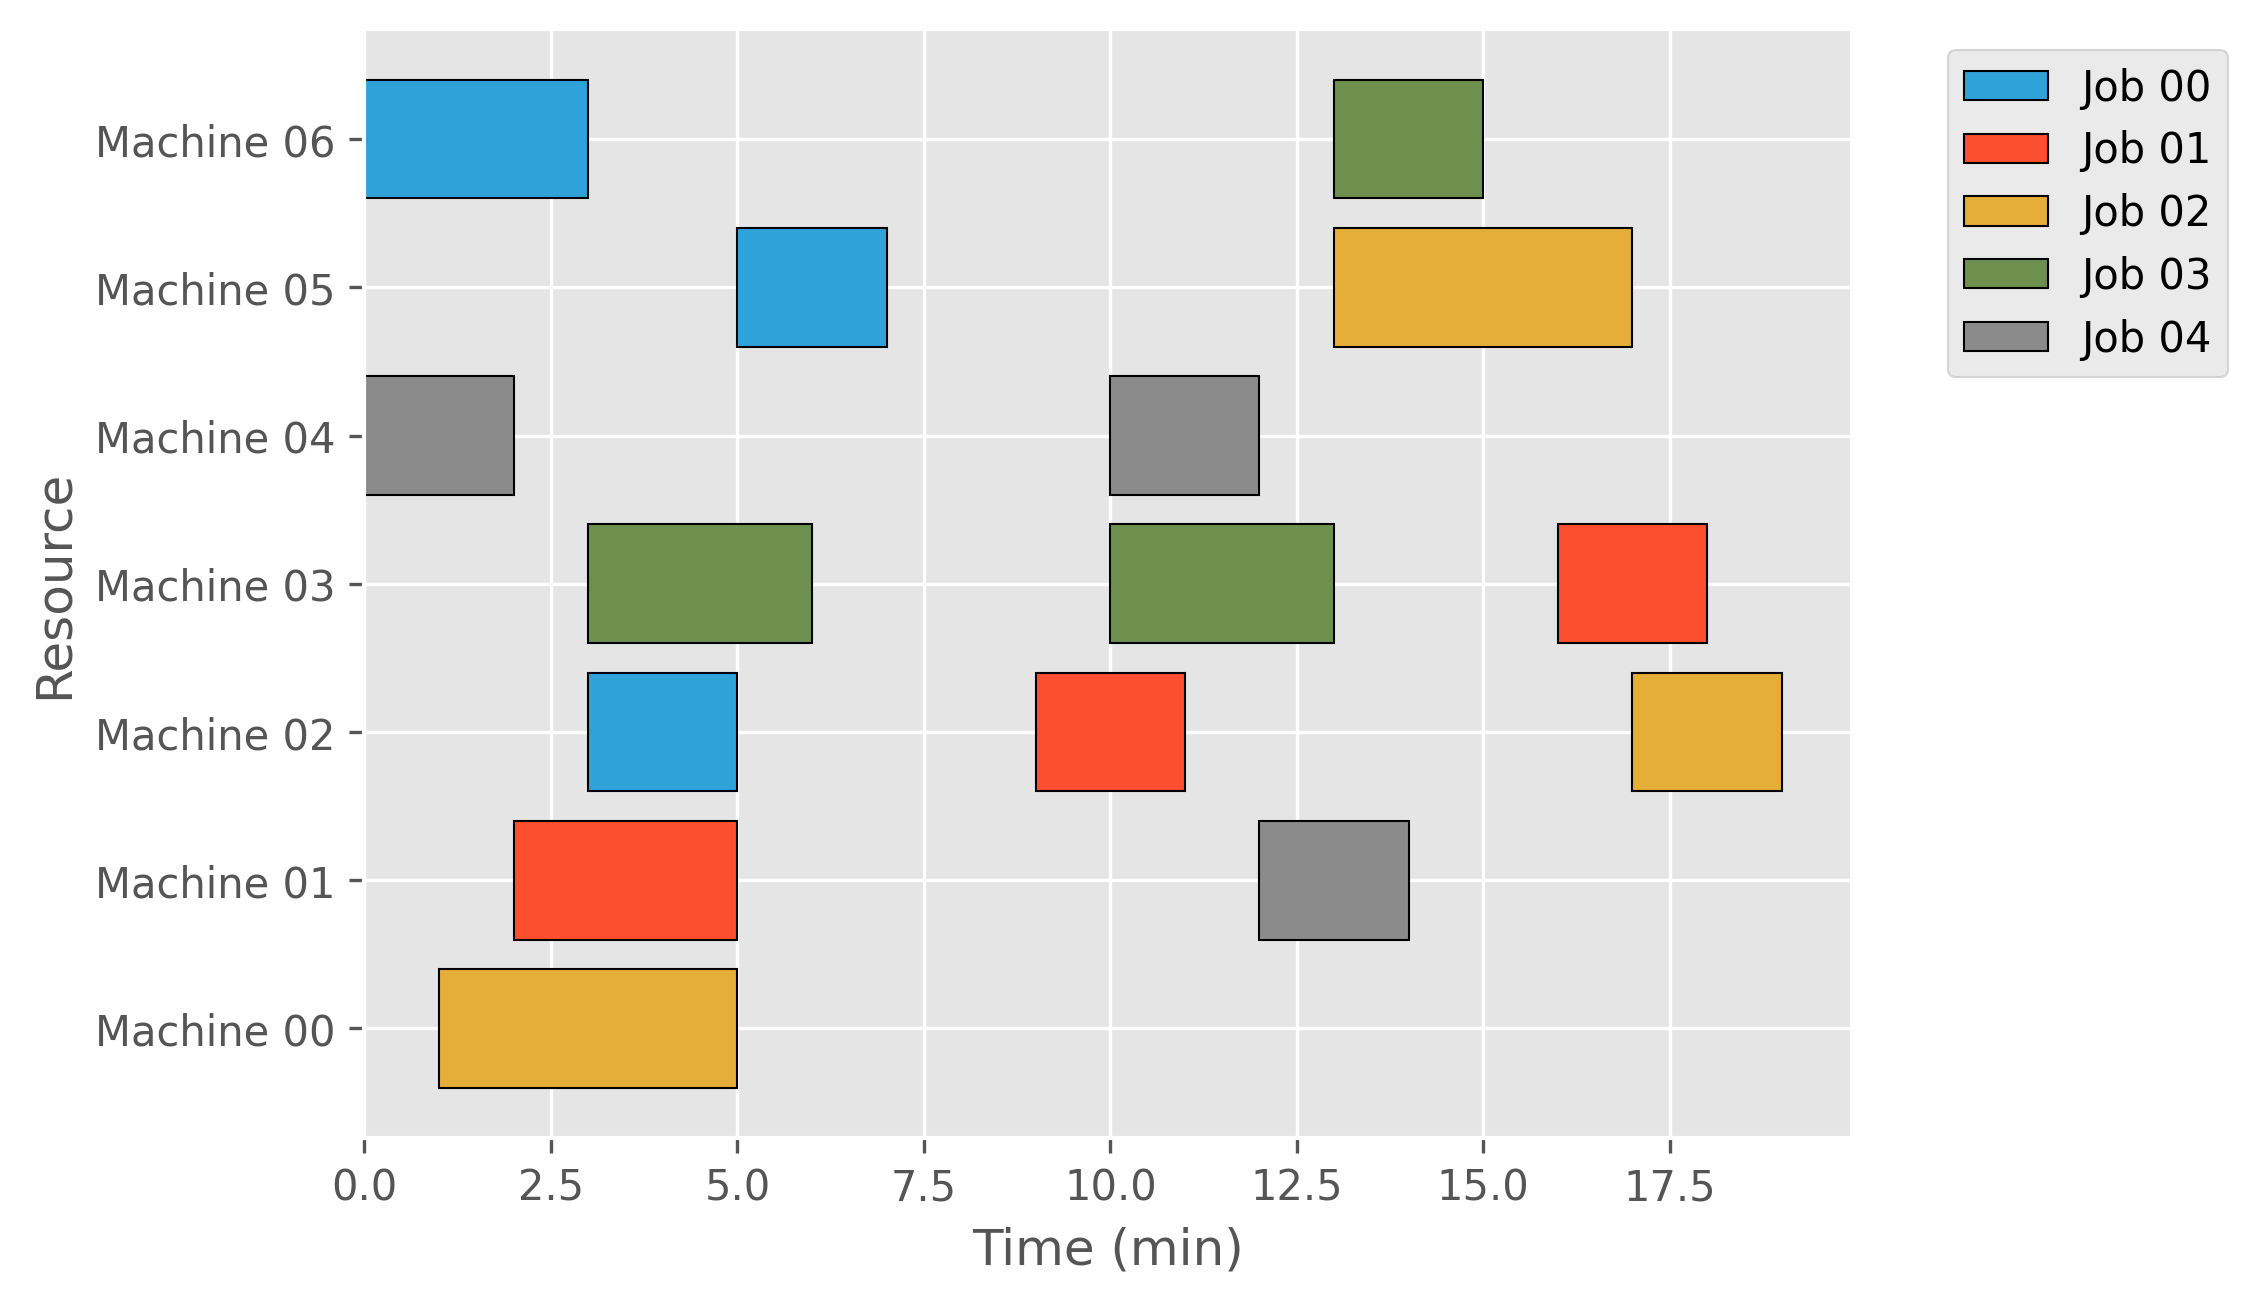 Machine 06
Machine 05
Machine 04
Machine 03
Machine 02
Machine 01
Machine 00
Resource
0.0 2.5 5.0 7.5 10.0 12.5 15.0 17.5
Time (min)
Job 00
Job 01
Job 02
Job 03
Job 04